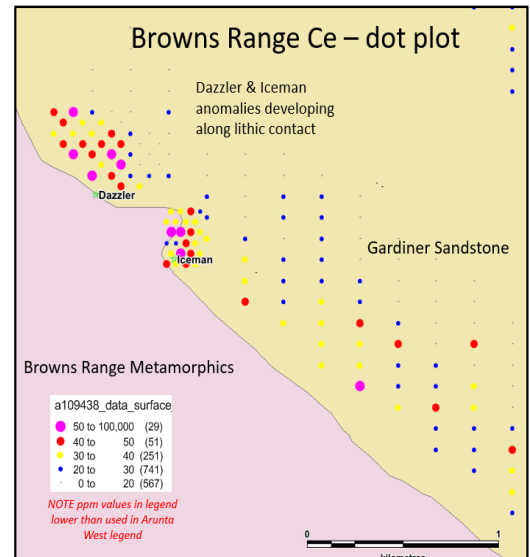 Browns Range Ce – dot plot
Dazzler & Iceman
anomalies developing
along lithic contact
Dazzler
Gardiner Sandstone
Iceman
Browns Range Metamorphics
a109438_data_surface
50 to 100,000 (29)
40 to 50 (51)
30 to 40 (251)
20 to 30 (741)
0 to 20 (567)
NOTE ppm values in legend
lower than used in Arunta
West legend
0 1
kilometres